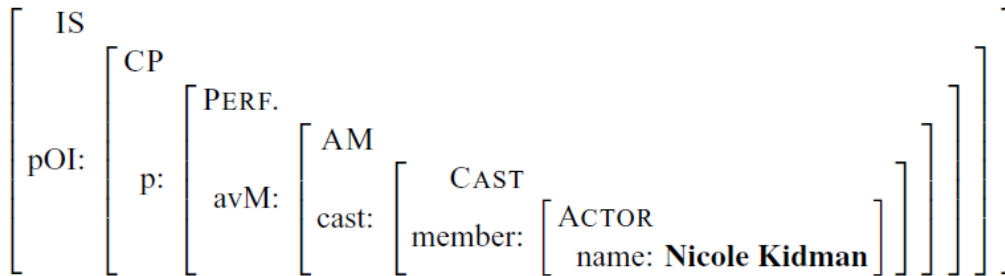 IS
CP
PERF.
AM
CAST
ACTOR
pOI:
p:
avM:
cast:
member:
name: Nicole Kidman